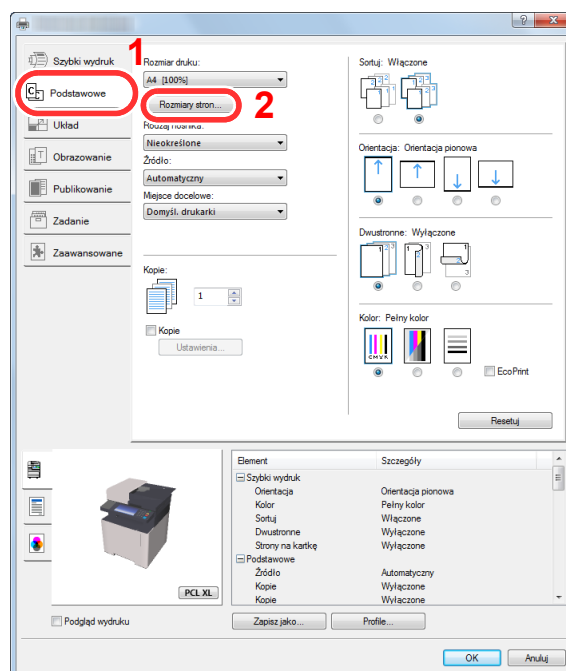 1
Szybki wydruk
Podstawowe
Układ
Obrazowanie
Publikowanie
Zadanie
Zaawansowane
Rozmiar druku:
A4 [100%]
Rozmiary stron...
2
Rodzaj nośnika:
Nieokreślone
Źródło:
Automatyczny
Miejsce docelowe:
Domyśl. drukarki
Kopie:
1
Kopie
Ustawienia...
Sortuj: Włączone
Orientacja: Orientacja pionowa
Dwustronne: Wyłączone
Kolor: Pełny kolor
CMYK
EcoPrint
Resetuj
Element Szczegóły
Szybki wydruk
Orientacja Orientacja pionowa
Kolor Pełny kolor
Sortuj Włączone
Dwustronne Wyłączone
Strony na kartkę Wyłączone
Podstawowe
Źródło Automatyczny
Kopie Wyłączone
Kopie Wyłączone
PCL XL
Podgląd wydruku
Zapisz jako...
Profile...
OK
Anuluj